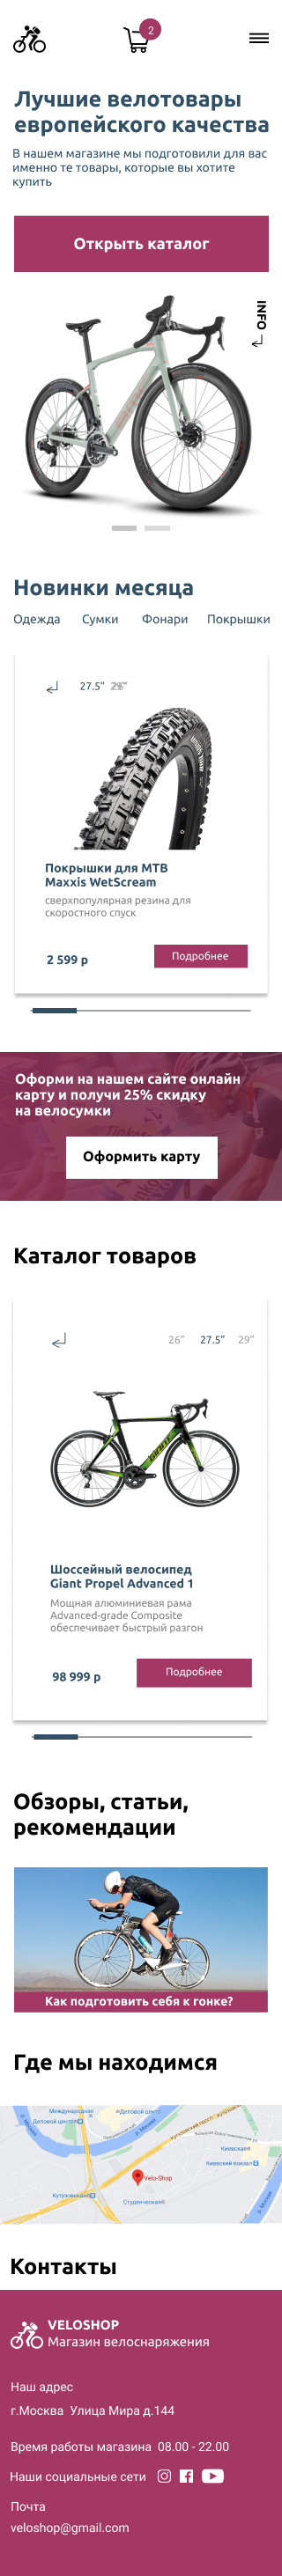 2
Лучшие велотовары
европейского качества
В нашем магазине мы подготовили для вас
именно те товары, которые вы хотите
купить
Открыть каталог
INFO
Новинки месяца
Одежда Сумки Фонари Покрышки
27.5”
Покрышки для MTB
Maxxis WetScream
сверхпопулярная резина для
скоростного спуск
2 599 р
Подробнее
Оформи на нашем сайте онлайн
карту и получи 25% скидку
на велосумки
Оформить карту
Каталог товаров
26” 27.5” 29”
Шоссейный велосипед
Giant Propel Advanced 1
Мощная алюминиевая рама
Advanced-grade Composite
обеспечивает быстрый разгон
98 999 р
Подробнее
Обзоры, статьи,
рекомендации
Как подготовить себя к гонке?
Где мы находимся
Международная
Деловой центр
Деловой центр
Киевская
Киевский вокзал
Velo-Shop
Кутузовская
Студенческая
Контакты
VELOSHOP
Магазин велоснаряжения
Наш адрес
г.Москва Улица Мира д.144
Время работы магазина 08.00 - 22.00
Наши социальные сети
Почта
veloshop@gmail.com